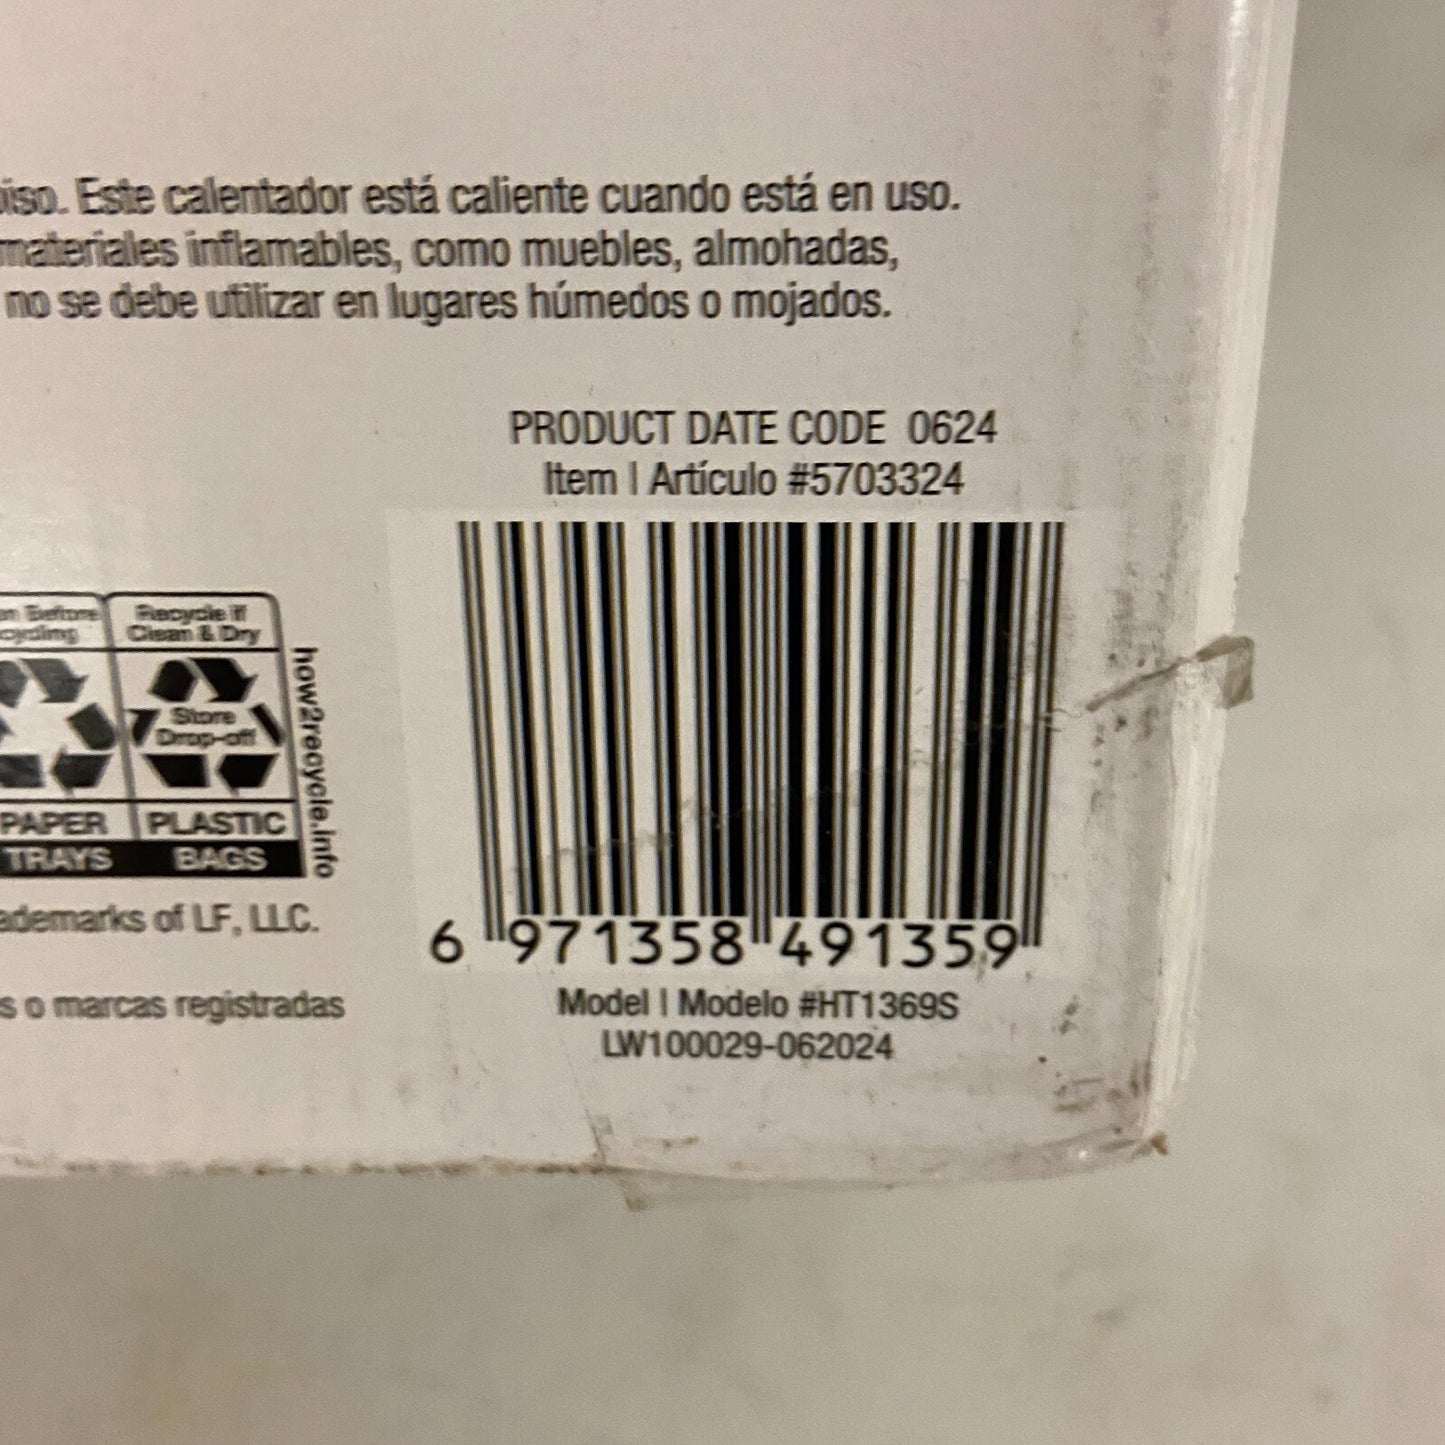 piso. Este calentador está caliente cuando está en uso.
materiales inflamables, como muebles, almohadas,
no se debe utilizar en lugares húmedos o mojados.
PRODUCT DATE CODE 0624
Item | Artículo #5703324
Before
Recycle if
Clean & Dry
Store
Drop-off
PAPER
TRAYS
PLASTIC
BAGS
how2recycle.info
LF, LLC.
of
o marcas registradas
6 971358 491359
Model | Modelo #HT1369S
LW100029-062024